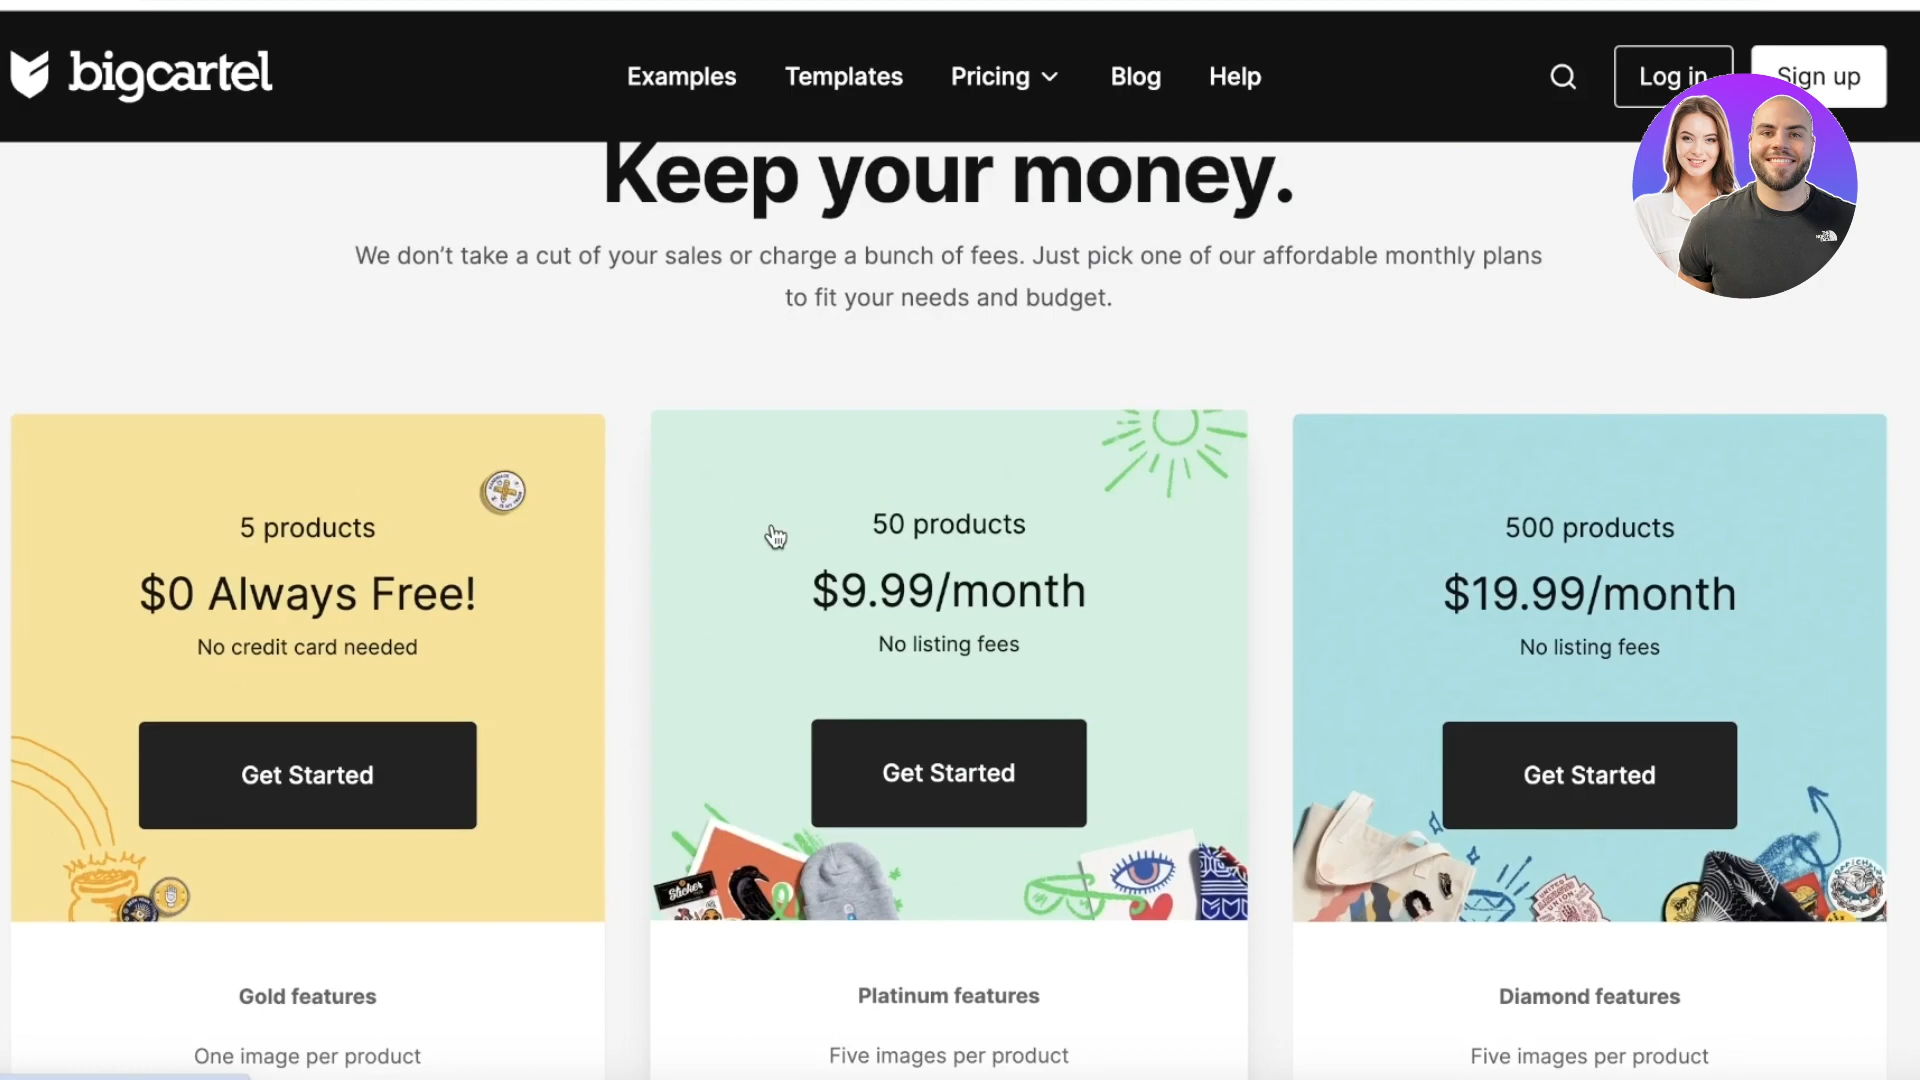 bigcartel
Examples
Templates
Pricing
Blog
Help
Log in
Sign up
Keep your money.
We don’t take a cut of your sales or charge a bunch of fees. Just pick one of our affordable monthly plans
to fit your needs and budget.
5 products
$0 Always Free!
No credit card needed
Get Started
Gold features
One image per product
50 products
$9.99/month
No listing fees
Get Started
Platinum features
Five images per product
500 products
$19.99/month
No listing fees
Get Started
Diamond features
Five images per product